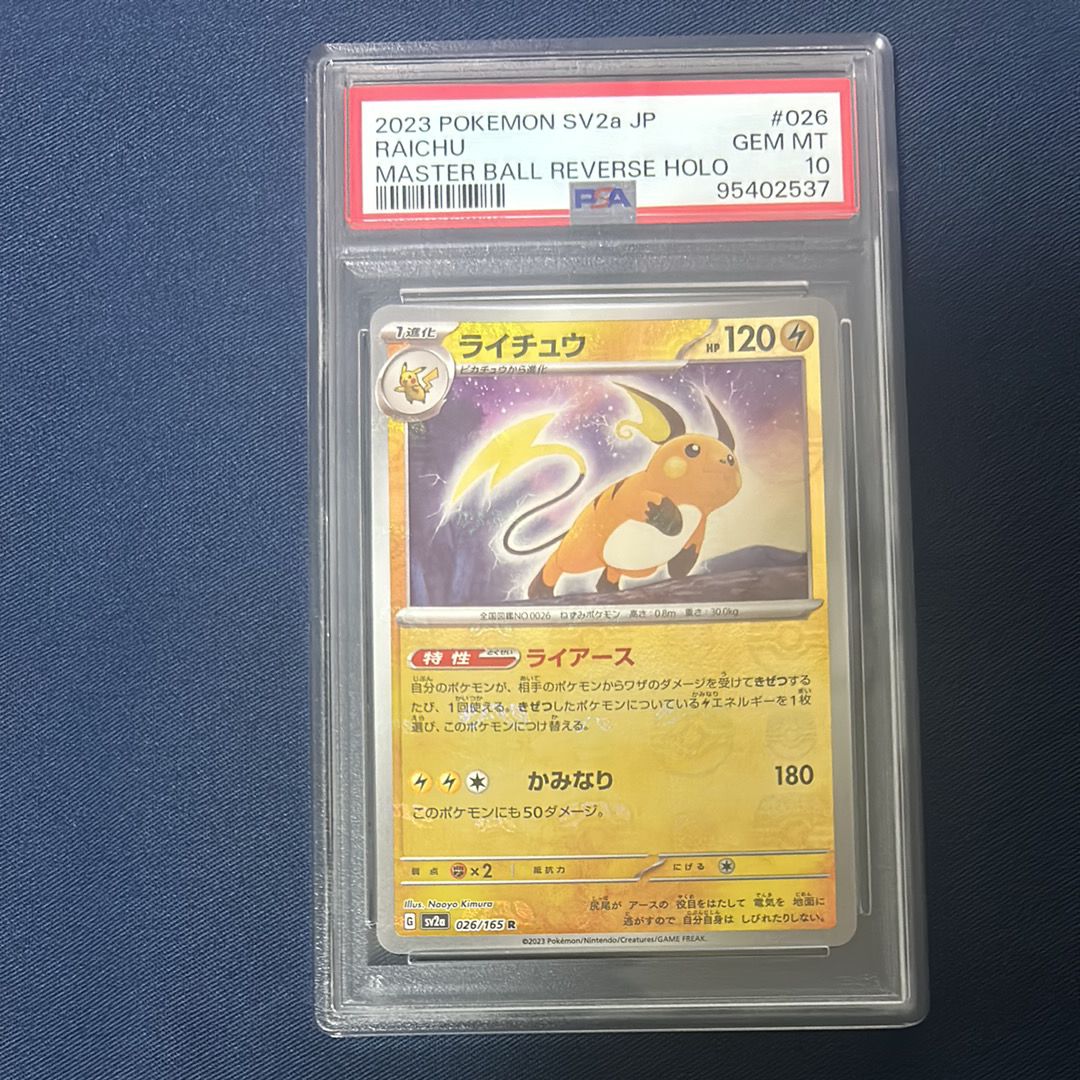 2023 POKEMON SV2a JP #026
RAICHU GEM MT
MASTER BALL REVERSE HOLO 10
PSA 95402537
1進化 ライチュウ HP 120
ピカチュウから進化
全国図鑑NO0026 ねずみポケモン 高さ:0.8m 重さ:30.0kg
特性 とくせい ライアース
自分のポケモンが、相手のポケモンからワザのダメージを受けてきぜつする
たび、1回使える。きぜつしたポケモンについているエネルギーを1枚
選び、このポケモンにつけ替える。
かみなり 180
このポケモンにも50ダメージ。
弱点 ×2 抵抗力 にげる
Illus. Naoyo Kimura
尻尾が アースの 役目をはたして 電気を 地面に
逃がすので 自分自身は しびれたりしない。
G sv2a 026/165 R
©2023 Pokémon/Nintendo/Creatures/GAME FREAK.